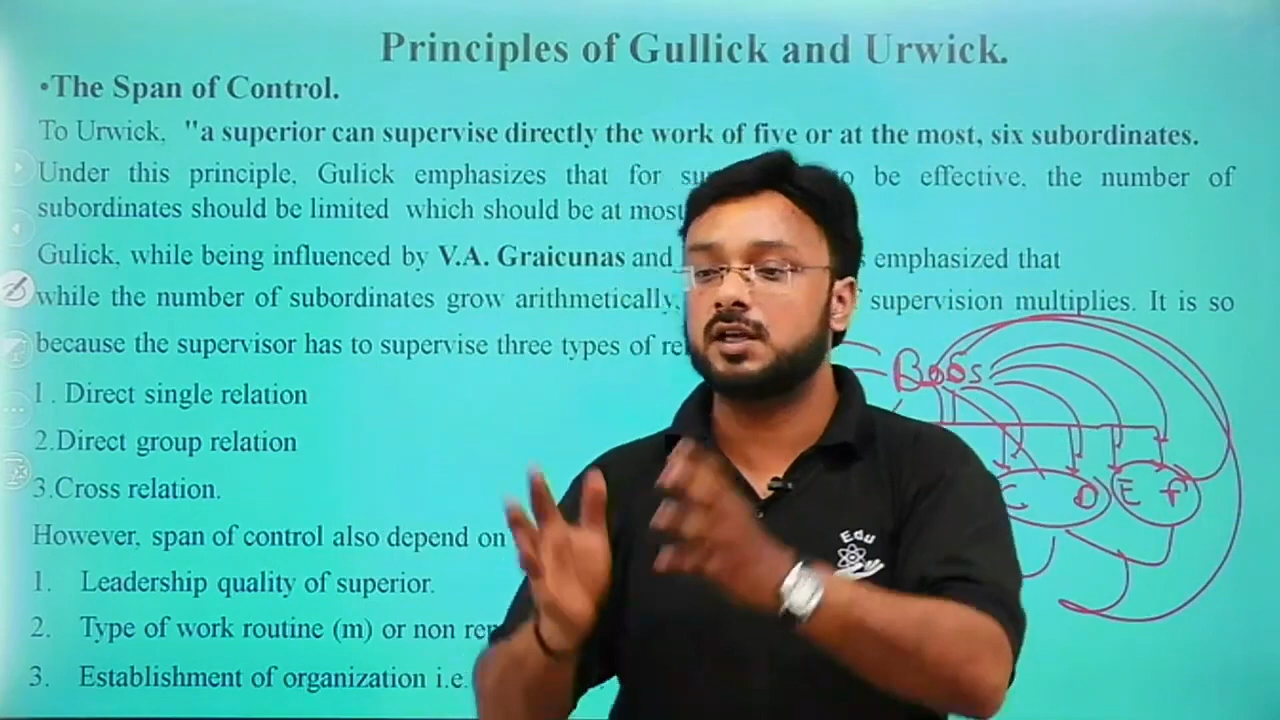 Principles of Gullick and Urwick.
•The Span of Control.
To Urwick, "a superior can supervise directly the work of five or at the most, six subordinates.
Under this principle, Gulick emphasizes that for be effective, the number of
subordinates should be limited which should be at most
Gulick, while being influenced by V.A. Graicunas and emphasized that
while the number of subordinates grow arithmetically, supervision multiplies. It is so
because the supervisor has to supervise three types of
Boss
1. Direct single relation
2.Direct group relation
C D E F
3.Cross relation.
However, span of control also depend on
Edu
1. Leadership quality of superior.
2. Type of work routine (m) or non
3. Establishment of organization i.e.